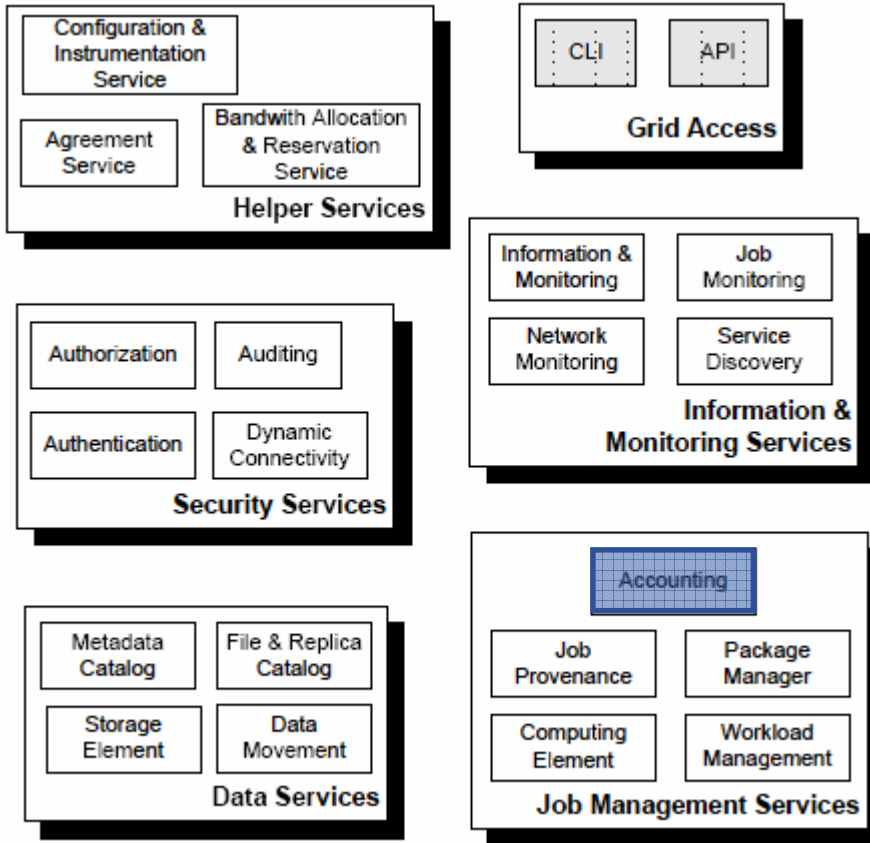 Configuration &
Instrumentation
Service
Agreement
Service
Bandwith Allocation
& Reservation
Service
Helper Services
CLI
API
Grid Access
Information &
Monitoring
Job
Monitoring
Network
Monitoring
Service
Discovery
Information &
Monitoring Services
Authorization
Auditing
Authentication
Dynamic
Connectivity
Security Services
Accounting
Job
Provenance
Package
Manager
Computing
Element
Workload
Management
Job Management Services
Metadata
Catalog
File & Replica
Catalog
Storage
Element
Data
Movement
Data Services